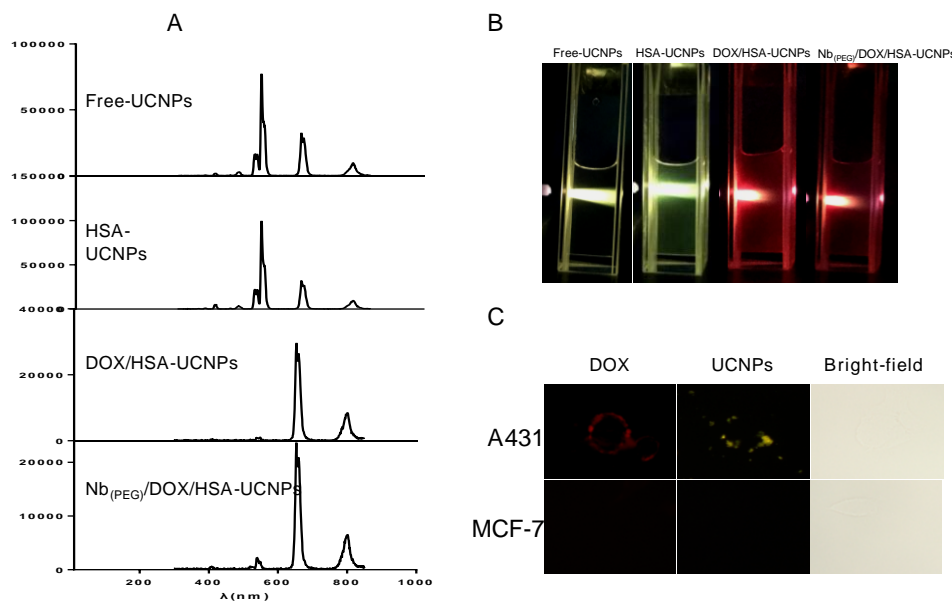 A
100000
50000
Free-UCNPs
150000
100000
50000
HSA-
UCNPs
40000
20000
0
DOX/HSA-UCNPs
20000
10000
0
Nb(PEG)/DOX/HSA-UCNPs
200 400 600 800 1000
λ(nm)
B
Free-UCNPs HSA-UCNPs DOX/HSA-UCNPs Nb(PEG)/DOX/HSA-UCNPs
C
DOX UCNPs Bright-field
A431
MCF-7